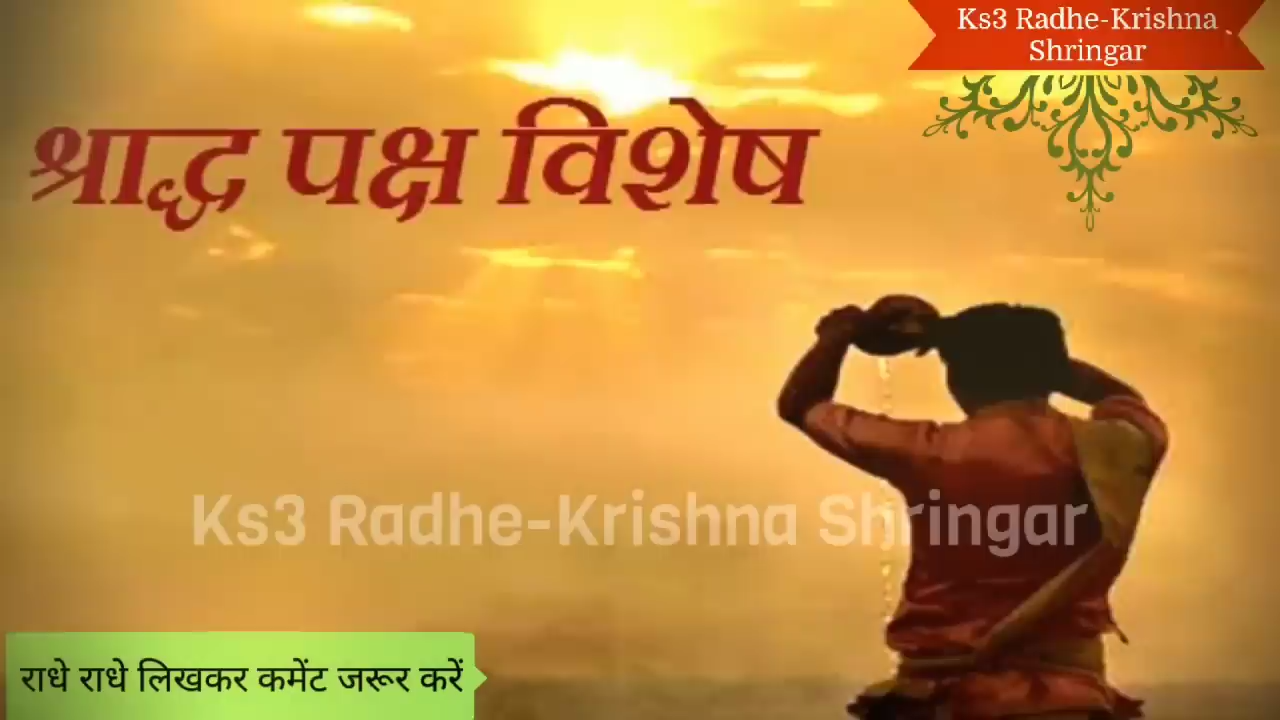 Ks3 Radhe-Krishna
Shringar
श्राद्ध पक्ष विशेष
Ks3 Radhe-Krishna Shringar
राधे राधे लिखकर कमेंट जरूर करें